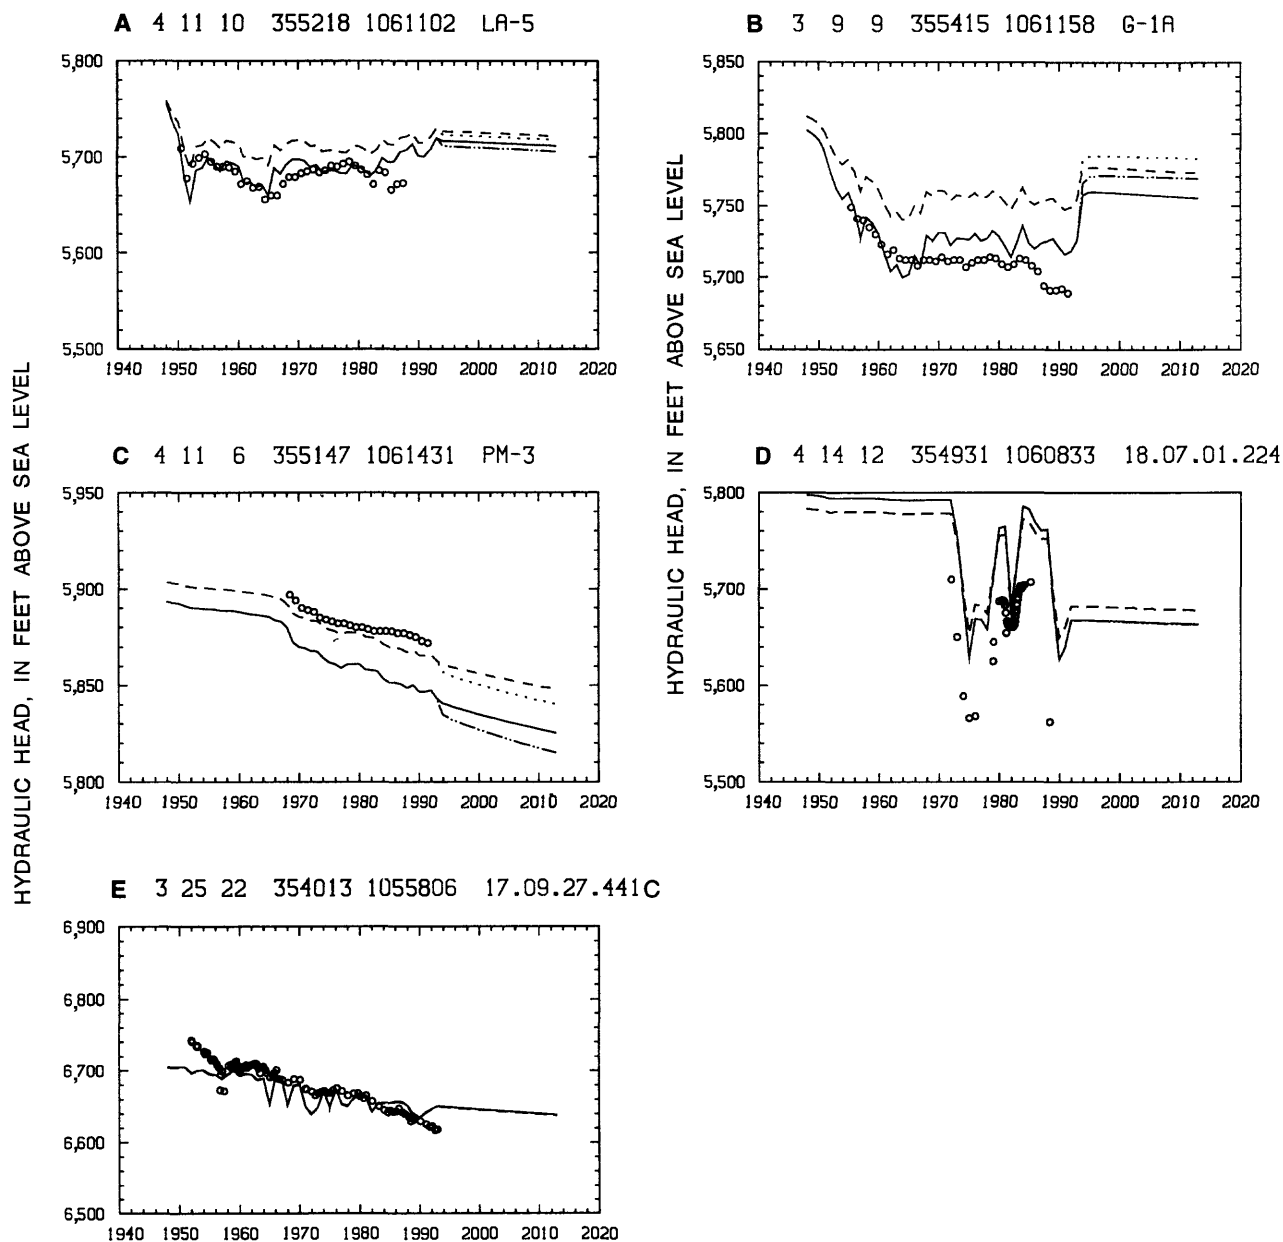 A 4 11 10 355218 1061102 LA-5
5,800
5,700
5,600
5,500
1940 1950 1960 1970 1980 1990 2000 2010 2020
B 3 9 9 355415 1061158 G-1A
5,850
5,800
5,750
5,700
5,650
1940 1950 1960 1970 1980 1990 2000 2010 2020
HYDRAULIC HEAD, IN FEET ABOVE SEA LEVEL
HYDRAULIC HEAD, IN FEET ABOVE SEA LEVEL
C 4 11 6 355147 1061431 PM-3
5,950
5,900
5,850
5,800
1940 1950 1960 1970 1980 1990 2000 2010 2020
D 4 14 12 354931 1060833 18.07.01.224
5,800
5,700
5,600
5,500
1940 1950 1960 1970 1980 1990 2000 2010 2020
E 3 25 22 354013 1055806 17.09.27.441C
6,900
6,800
6,700
6,600
6,500
1940 1950 1960 1970 1980 1990 2000 2010 2020